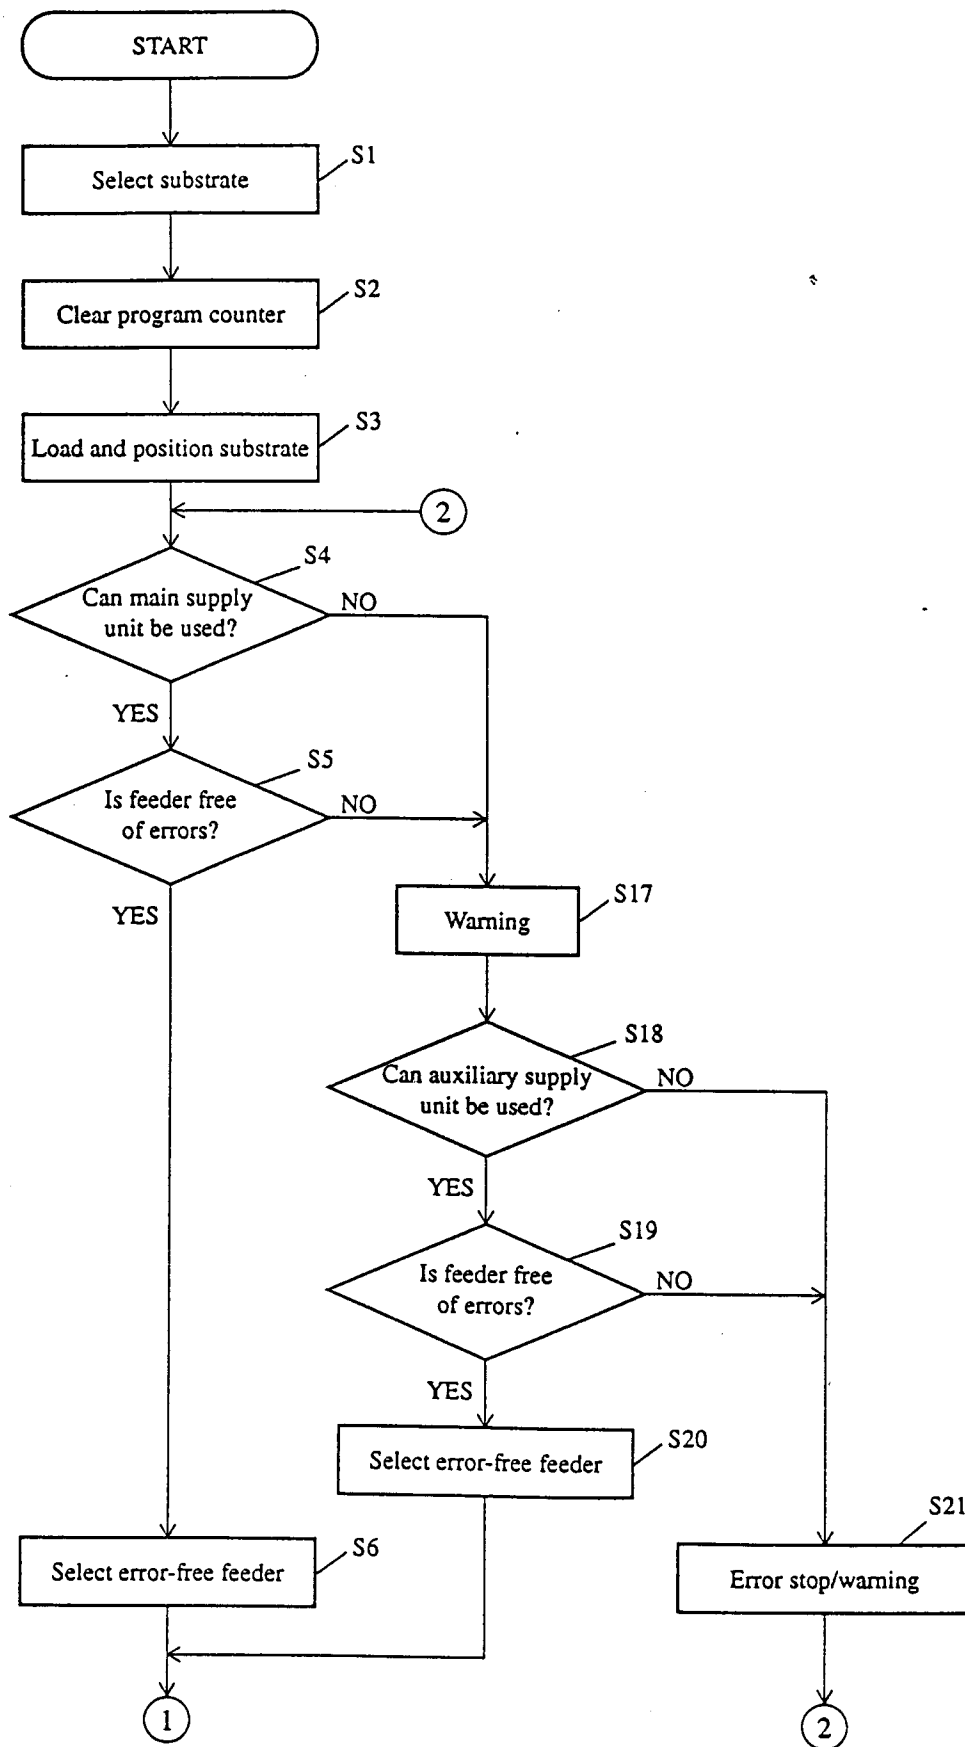 START
S1
Select substrate
S2
Clear program counter
S3
Load and position substrate
2
S4
Can main supply
unit be used?
NO
YES
S5
Is feeder free
of errors?
NO
YES
S17
Warning
S18
Can auxiliary supply
unit be used?
NO
YES
S19
Is feeder free
of errors?
NO
YES
S20
Select error-free feeder
S21
S6
Select error-free feeder
Error stop/warning
1
2